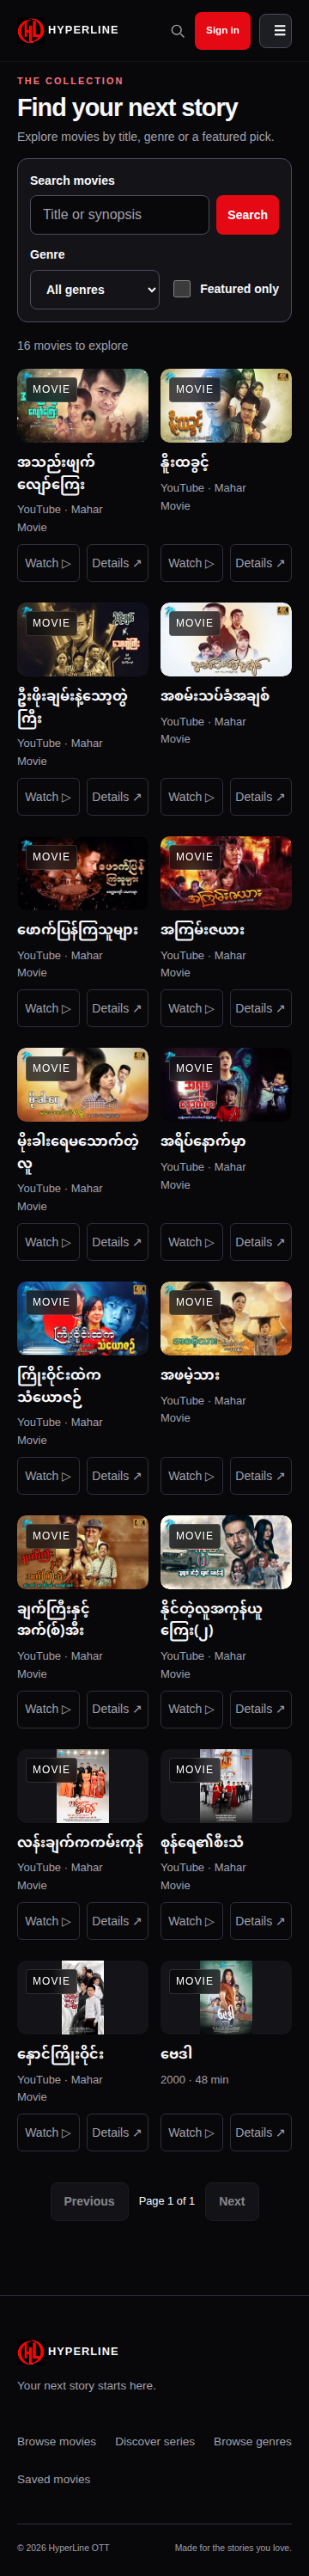 HYPERLINE
Sign in
THE COLLECTION
Find your next story
Explore movies by title, genre or a featured pick.
Search movies
Title or synopsis
Search
Genre
All genres
Featured only
16 movies to explore
MOVIE
MOVIE
အသည်းဖျက်
လျော်ကြေး
YouTube · Mahar
Movie
နိူးထခွင့်
YouTube · Mahar
Movie
Watch ▷
Details ↗
Watch ▷
Details ↗
MOVIE
MOVIE
ဦးမိုးချမ်းနဲ့သော့တွဲ
ကြီး
YouTube · Mahar
Movie
အစမ်းသပ်ခံအချစ်
YouTube · Mahar
Movie
Watch ▷
Details ↗
Watch ▷
Details ↗
MOVIE
MOVIE
ဖောက်ပြန်ကြသူများ
YouTube · Mahar
Movie
အကြမ်းဇယား
YouTube · Mahar
Movie
Watch ▷
Details ↗
Watch ▷
Details ↗
MOVIE
MOVIE
မိုးခါးရေမသောက်တဲ့
လူ
YouTube · Mahar
Movie
အရိပ်နောက်မှာ
YouTube · Mahar
Movie
Watch ▷
Details ↗
Watch ▷
Details ↗
MOVIE
MOVIE
ကြိုးဝိုင်းထဲက
သံယောဇဉ်
YouTube · Mahar
Movie
အဖမဲ့သား
YouTube · Mahar
Movie
Watch ▷
Details ↗
Watch ▷
Details ↗
MOVIE
MOVIE
ချက်ကြီးနှင့်
အက်(စ်)အီး
YouTube · Mahar
Movie
နိုင်တဲ့လူအကုန်ယူ
ကြေး(၂)
YouTube · Mahar
Movie
Watch ▷
Details ↗
Watch ▷
Details ↗
MOVIE
MOVIE
လန်းချက်ကကမ်းကုန်
YouTube · Mahar
Movie
စုန်ရေ၏စီးသံ
YouTube · Mahar
Movie
Watch ▷
Details ↗
Watch ▷
Details ↗
MOVIE
MOVIE
နှောင်ကြိုးဝိုင်း
YouTube · Mahar
Movie
ဗေဒါ
2000 · 48 min
Watch ▷
Details ↗
Watch ▷
Details ↗
Previous
Page 1 of 1
Next
HYPERLINE
Your next story starts here.
Browse movies
Discover series
Browse genres
Saved movies
© 2026 HyperLine OTT
Made for the stories you love.